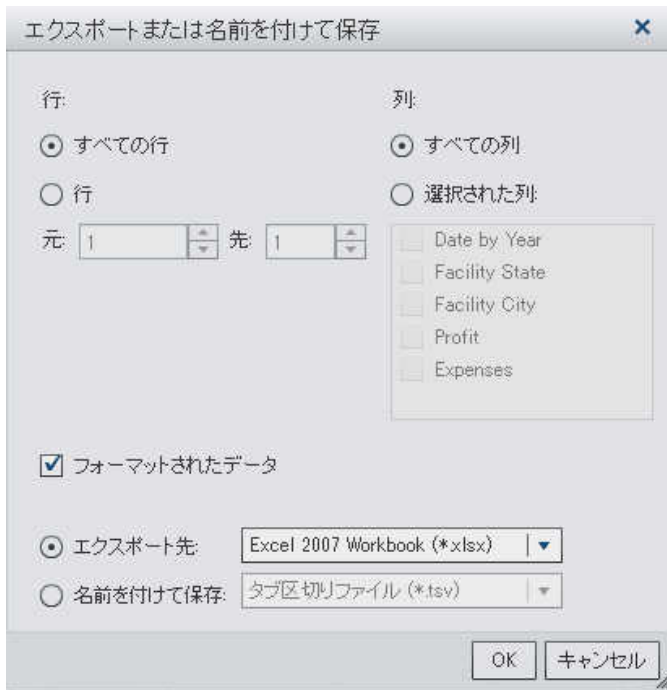 エクスポートまたは名前を付けて保存
行:
すべての行
行
元: 1 先: 1
列:
すべての列
選択された列:
Date by Year
Facility State
Facility City
Profit
Expenses
フォーマットされたデータ
エクスポート先: Excel 2007 Workbook (*.xlsx)
名前を付けて保存: タブ区切りファイル (*.tsv)
OK キャンセル